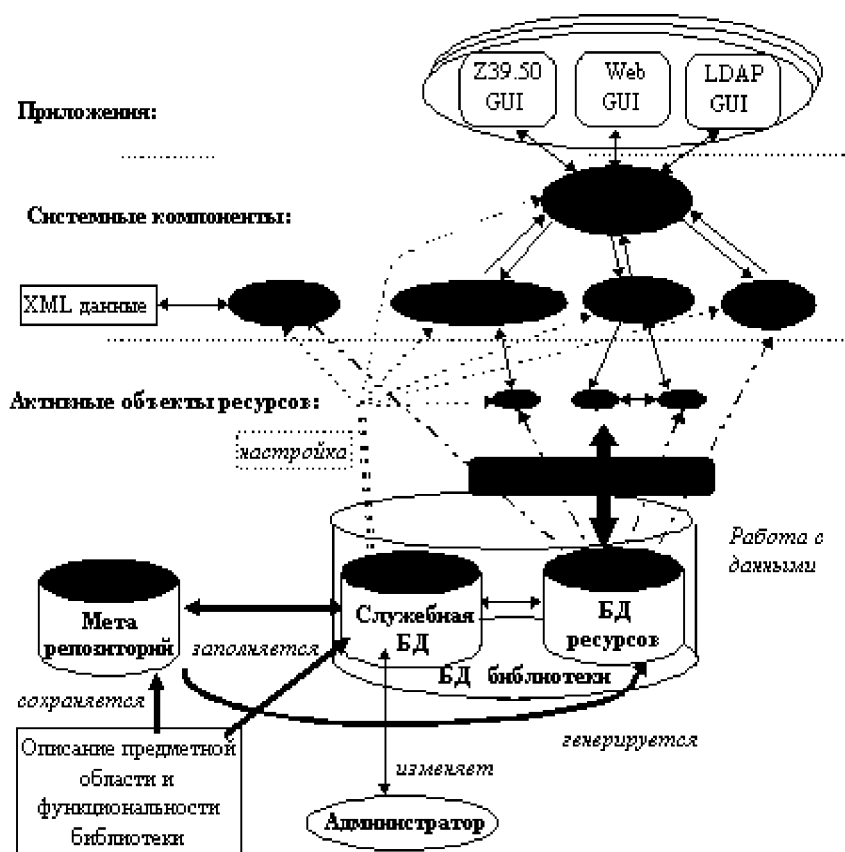 Z39.50
GUI
Web
GUI
LDAP
GUI
Приложения:
Системные компоненты:
XML данные
Активные объекты ресурсов:
настройка
Работа с
данными
Мета
репозиторий
заполняется
Служебная
БД
БД
ресурсов
БД библиотеки
сохраняется
генерируется
Описание предметной
области и
функциональности
библиотеки
изменяет
Администратор